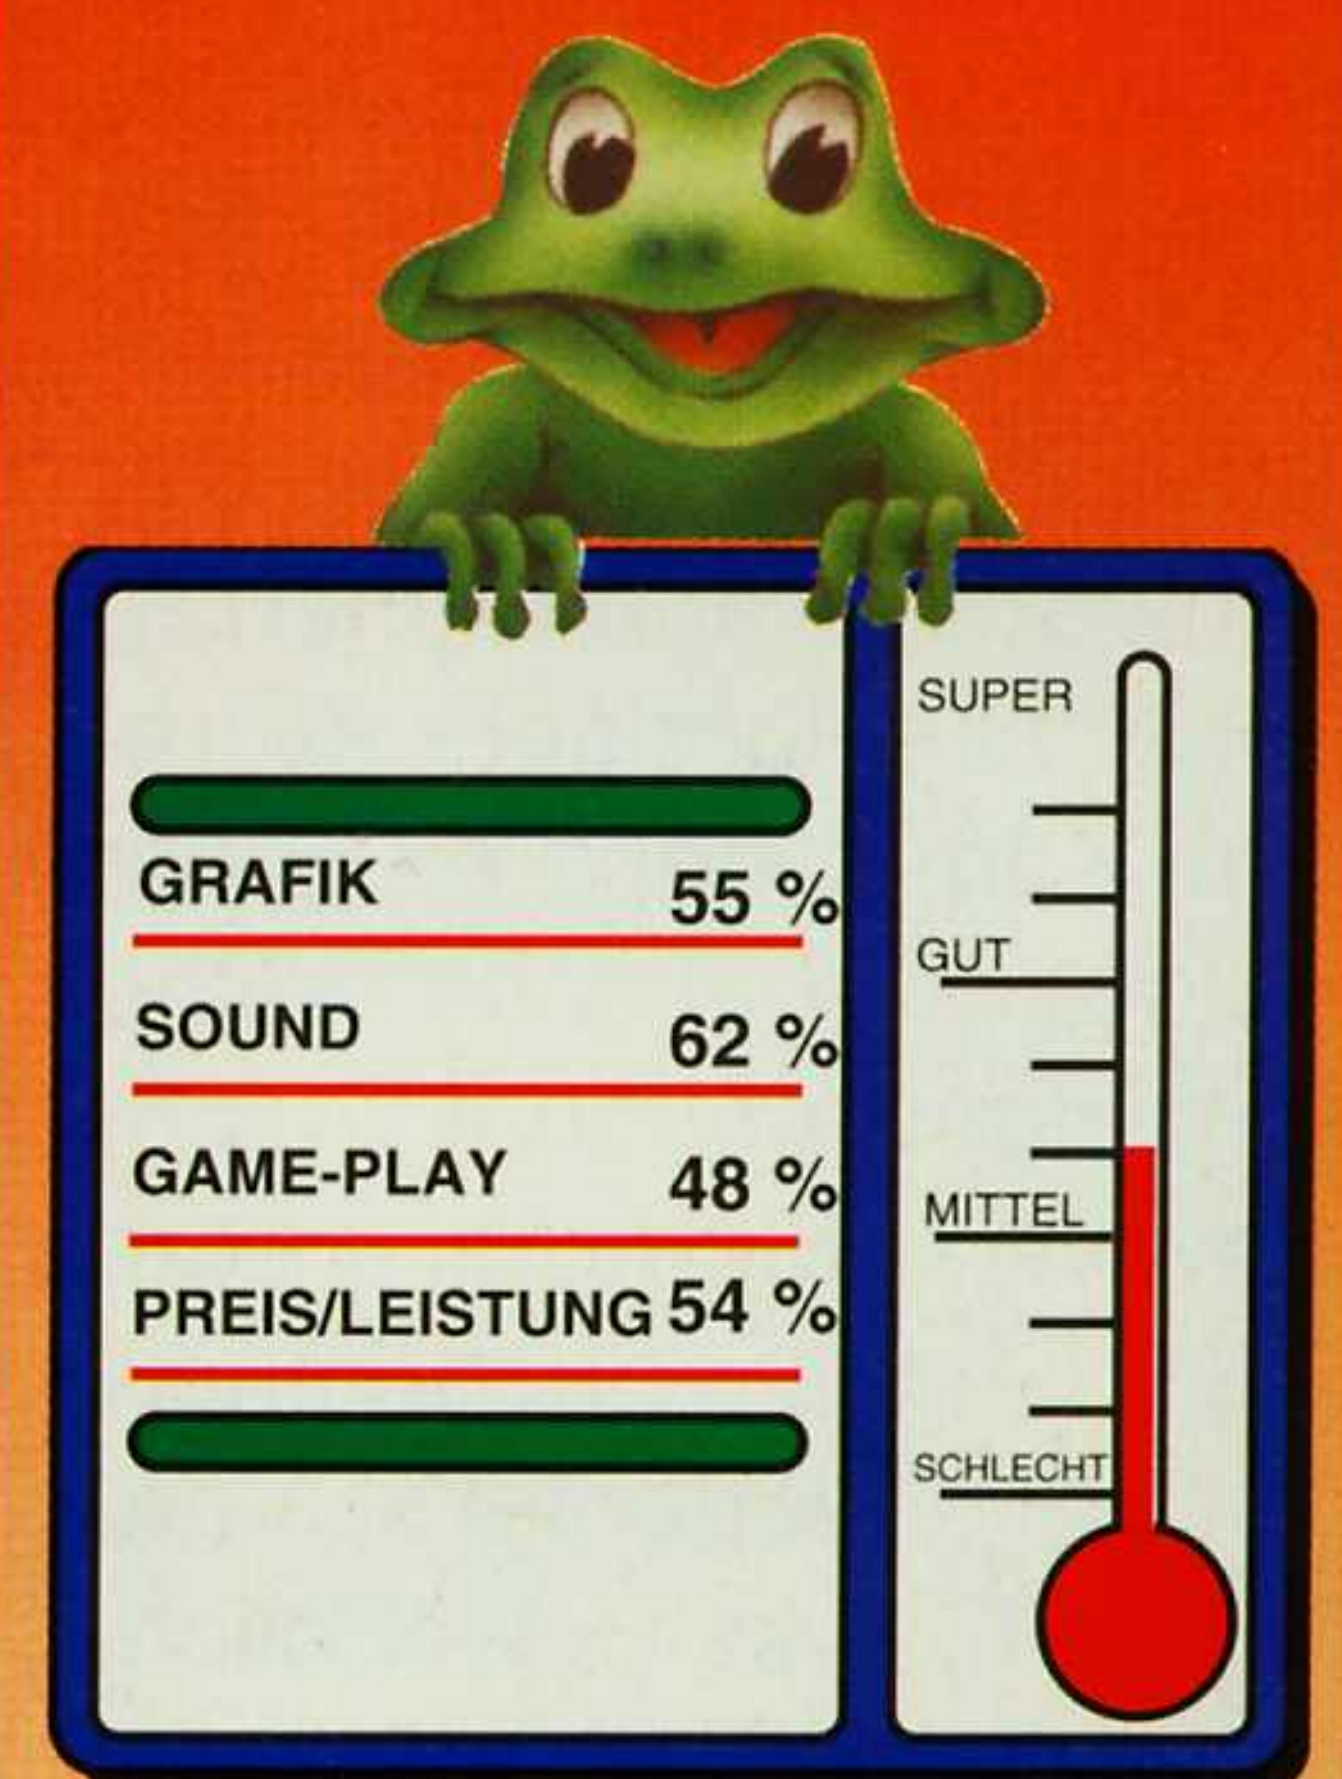 GRAFIK 55 %
SOUND 62 %
GAME-PLAY 48 %
PREIS/LEISTUNG 54 %
SUPER
GUT
MITTEL
SCHLECHT